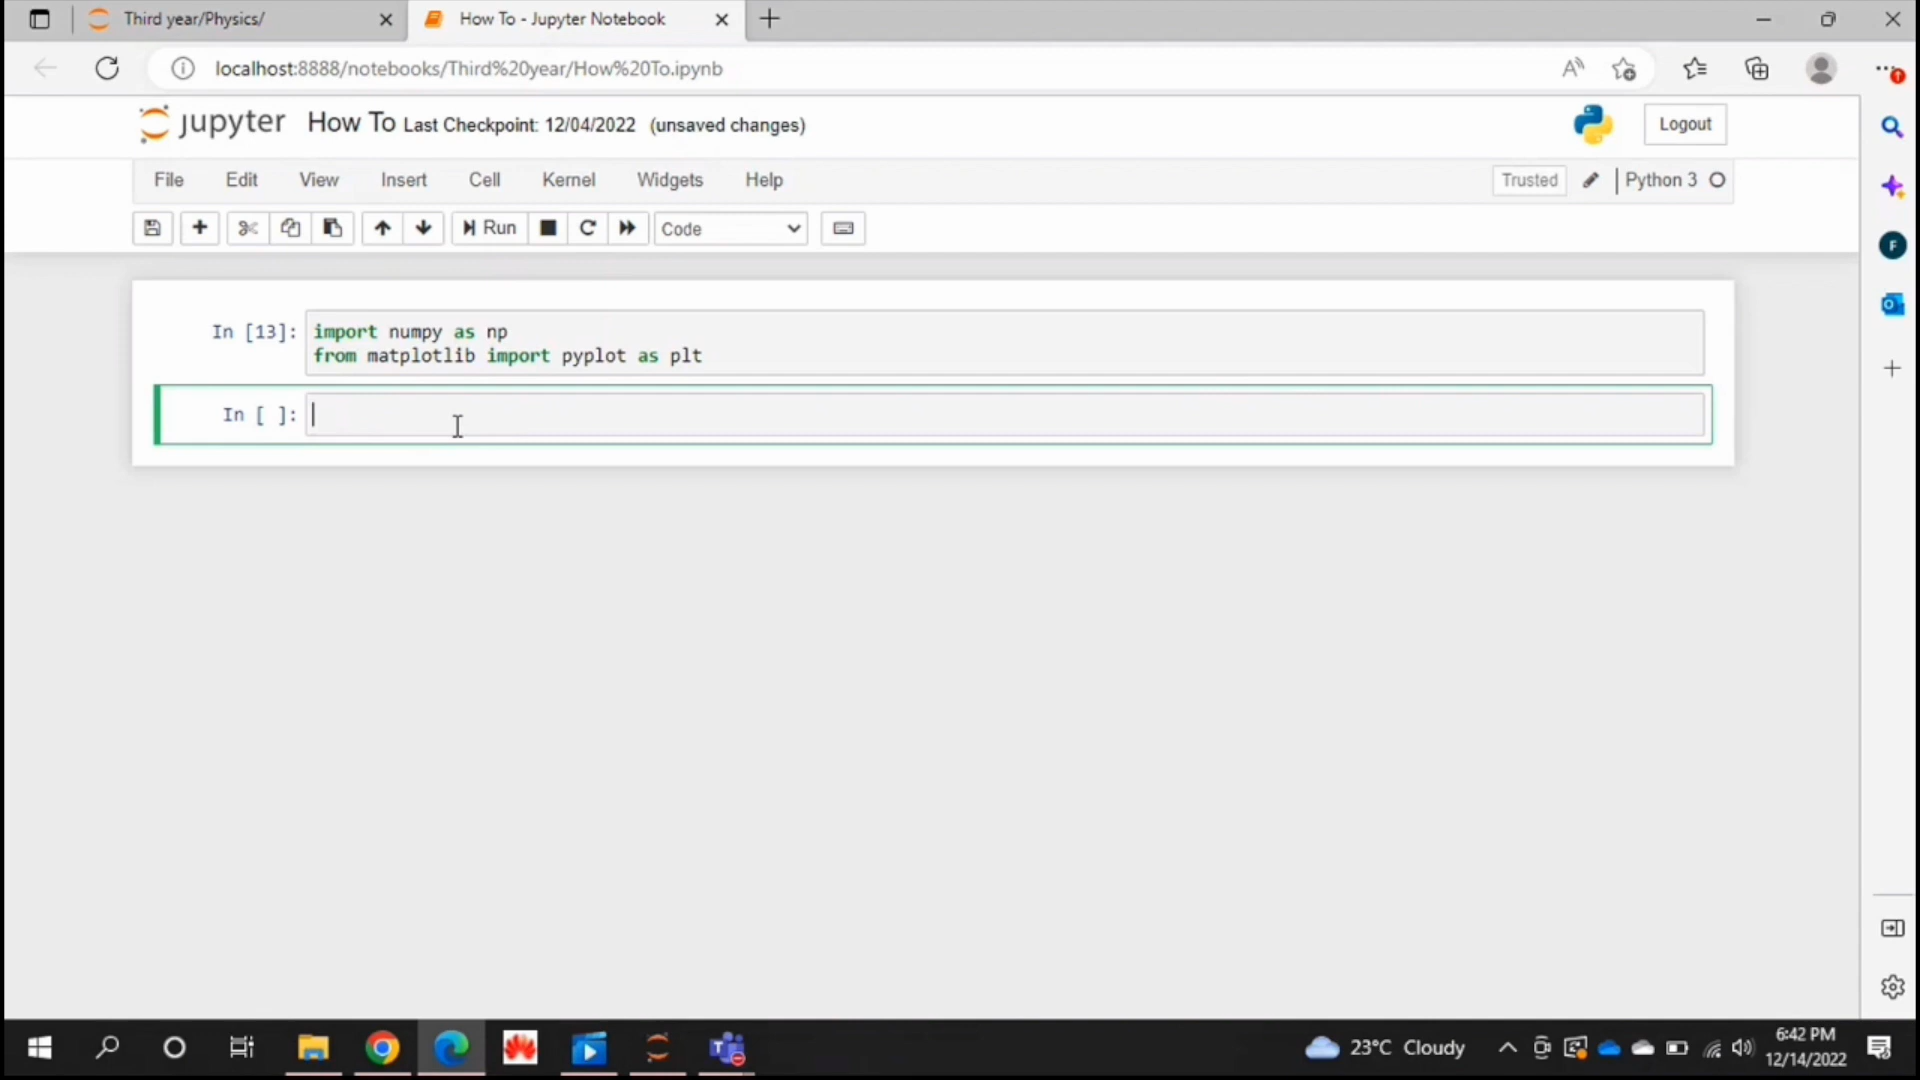 Third year/Physics/
How To - Jupyter Notebook
localhost:8888/notebooks/Third%20year/How%20To.ipynb
jupyter How To Last Checkpoint: 12/04/2022 (unsaved changes)
Logout
File Edit View Insert Cell Kernel Widgets Help
Trusted Python 3
Run Code
In [13]: import numpy as np
from matplotlib import pyplot as plt
In [ ]:
23°C Cloudy
6:42 PM
12/14/2022